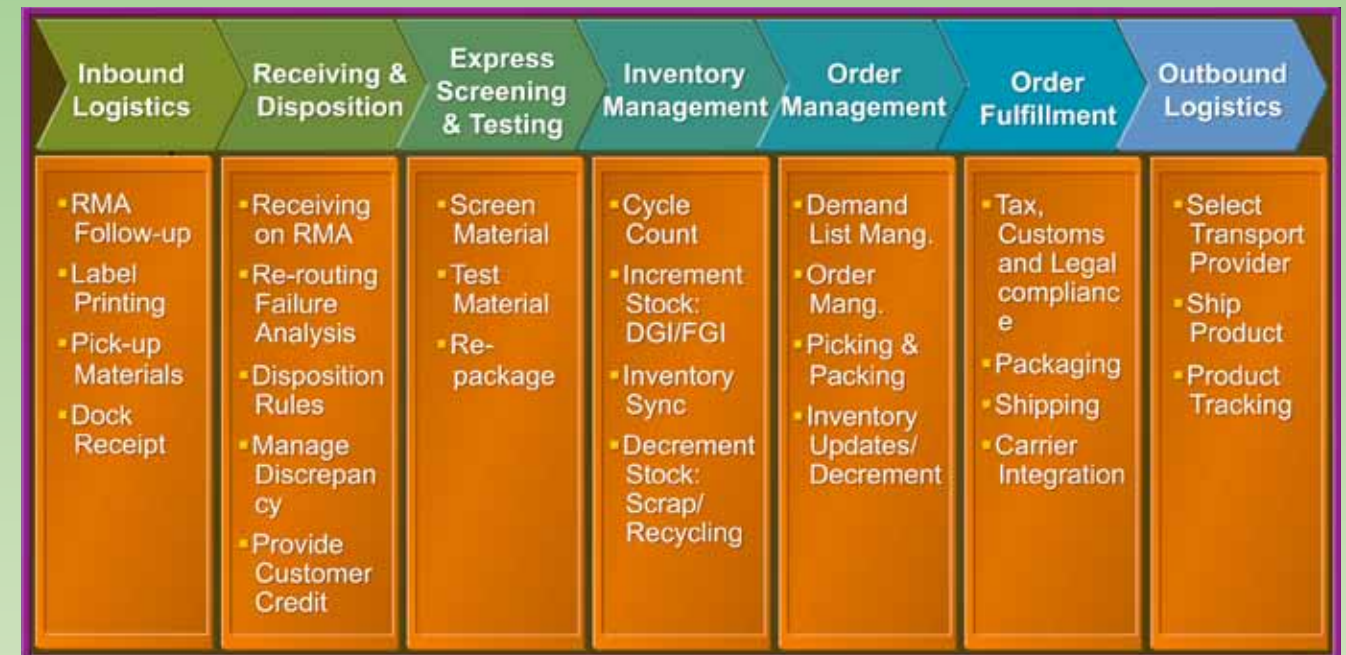 Inbound
Logistics
Receiving &
Disposition
Express
Screening
& Testing
Inventory
Management
Order
Management
Order
Fulfillment
Outbound
Logistics
▪RMA
Follow-up
▪Label
Printing
▪Pick-up
Materials
▪Dock
Receipt
▪Receiving
on RMA
▪Re-routing
Failure
Analysis
▪Disposition
Rules
▪Manage
Discrepan
cy
▪Provide
Customer
Credit
▪Screen
Material
▪Test
Material
▪Re-
package
▪Cycle
Count
▪Increment
Stock:
DGI/FGI
▪Inventory
Sync
▪Decrement
Stock:
Scrap/
Recycling
▪Demand
List Mang.
▪Order
Mang.
▪Picking &
Packing
▪Inventory
Updates/
Decrement
▪Tax,
Customs
and Legal
complianc
e
▪Packaging
▪Shipping
▪Carrier
Integration
▪Select
Transport
Provider
▪Ship
Product
▪Product
Tracking